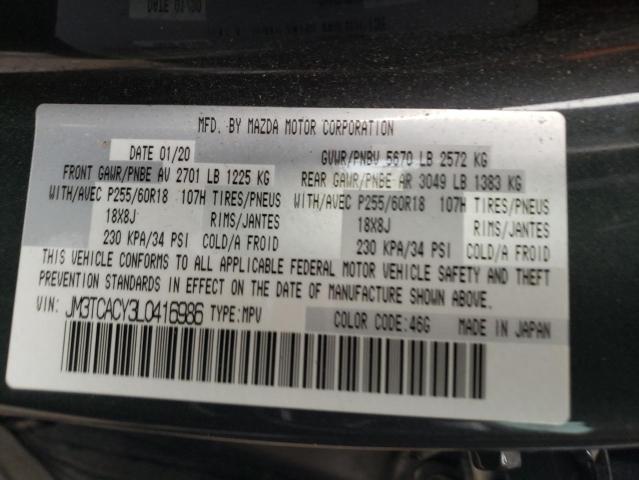 MFD. BY MAZDA MOTOR CORPORATION
DATE 01/20 GVWR/PNBV 5670 LB 2572 KG
FRONT GAWR/PNBE AV 2701 LB 1225 KG REAR GAWR/PNBE AR 3049 LB 1383 KG
WITH/AVEC P255/60R18 107H TIRES/PNEUS WITH/AVEC P255/60R18 107H TIRES/PNEUS
18X8J RIMS/JANTES 18X8J RIMS/JANTES
230 KPA/34 PSI COLD/A FROID 230 KPA/34 PSI COLD/A FROID
THIS VEHICLE CONFORMS TO ALL APPLICABLE FEDERAL MOTOR VEHICLE SAFETY AND THEFT
PREVENTION STANDARDS IN EFFECT ON THE DATE OF MANUFACTURE SHOWN ABOVE.
VIN: JM3TCACY3L0416986 TYPE:MPV COLOR CODE:46G MADE IN JAPAN